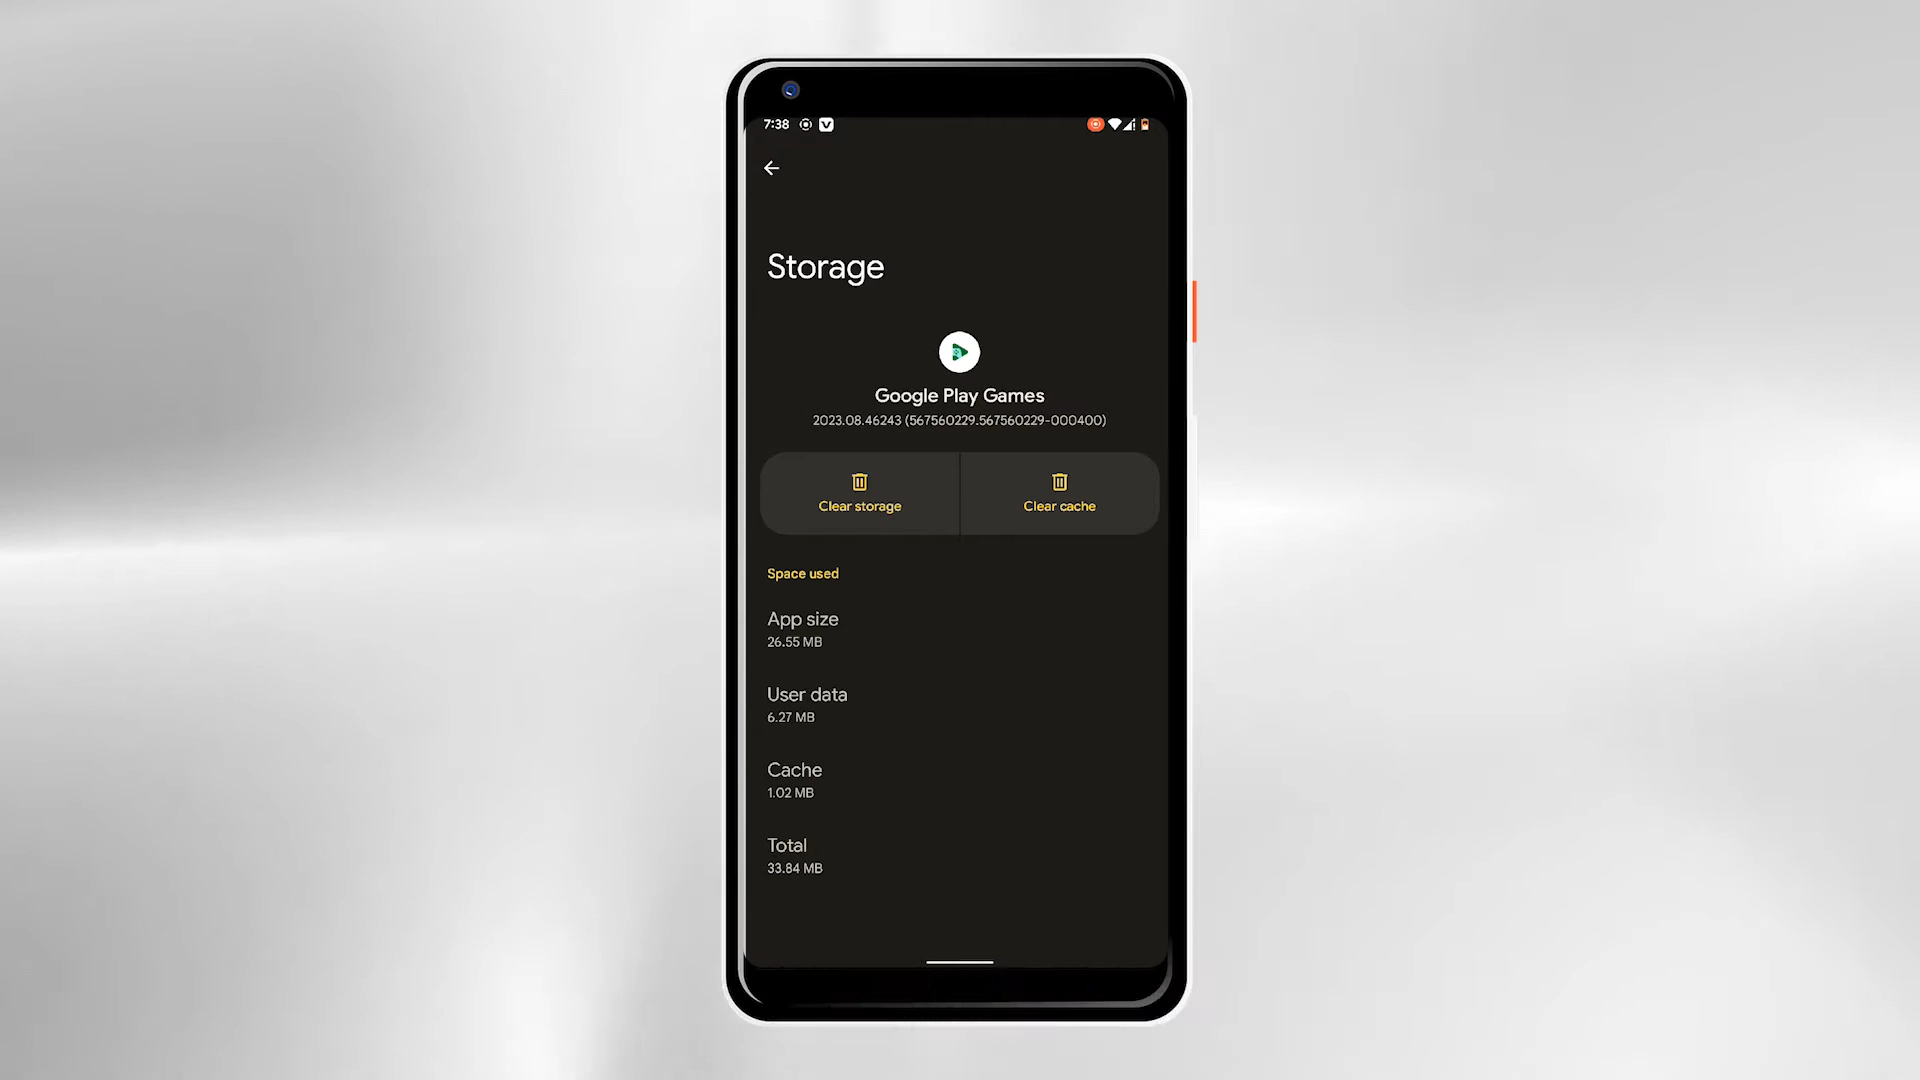 7:38
Storage
Google Play Games
2023.08.46243 (567560229.567560229-000400)
Clear storage
Clear cache
Space used
App size
26.55 MB
User data
6.27 MB
Cache
1.02 MB
Total
33.84 MB